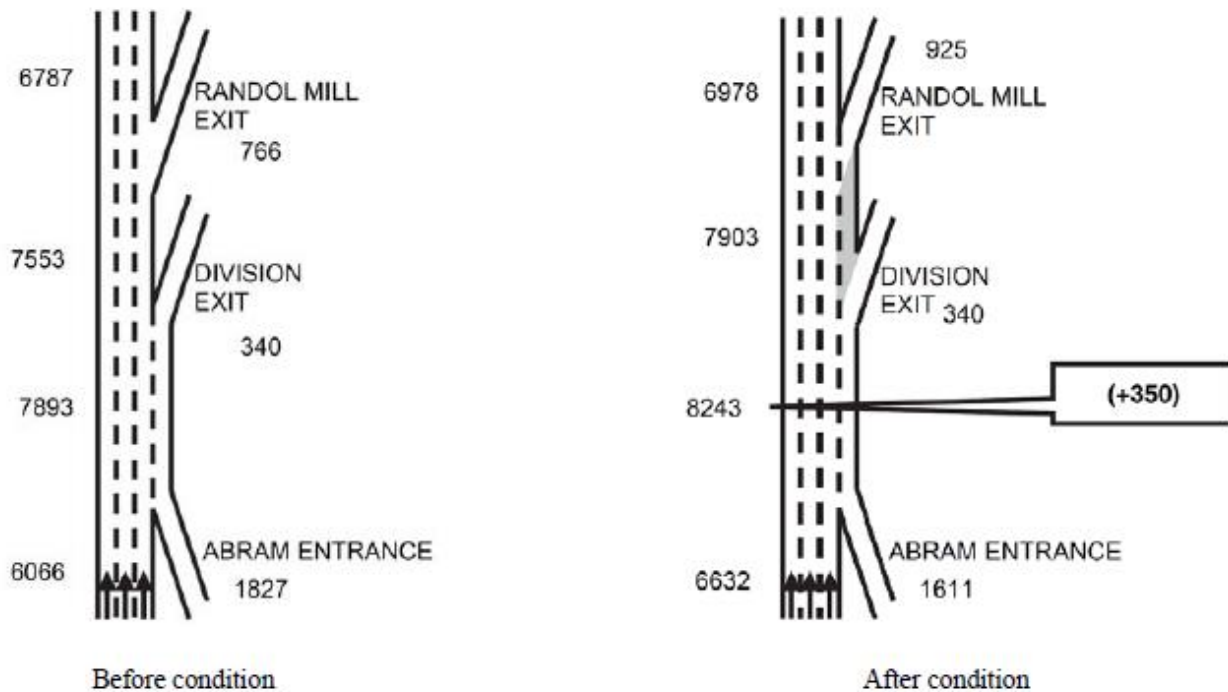 6787
RANDOL MILL
EXIT
766
7553
DIVISION
EXIT
340
7893
ABRAM ENTRANCE
6066
1827
Before condition
925
6978
RANDOL MILL
EXIT
7903
DIVISION
EXIT 340
8243
(+350)
ABRAM ENTRANCE
6632
1611
After condition